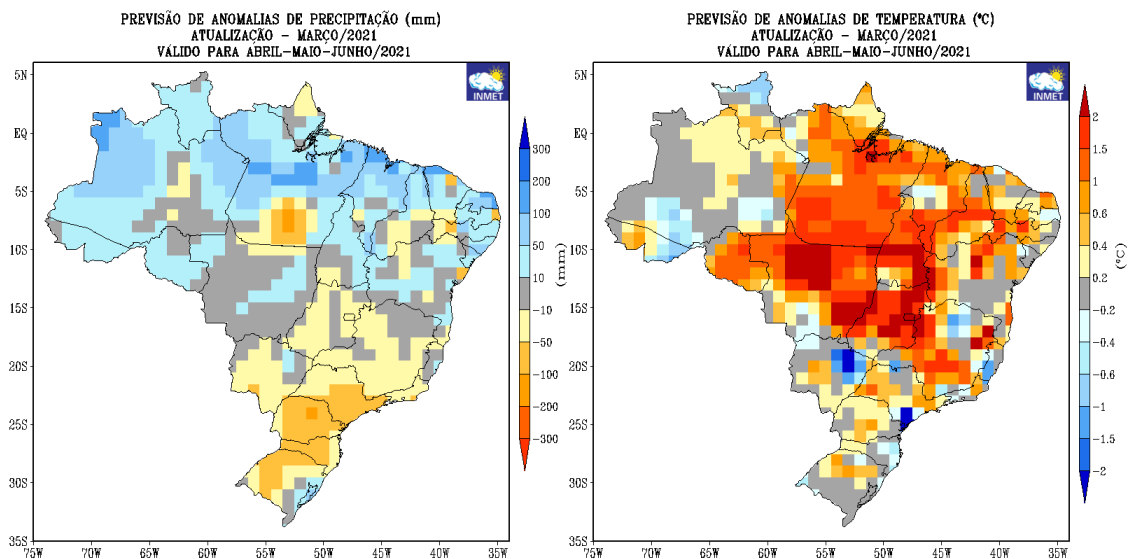 PREVISÃO DE ANOMALIAS DE PRECIPITAÇÃO (mm)
ATUALIZAÇÃO - MARÇO/2021
VÁLIDO PARA ABRIL-MAIO-JUNHO/2021
5N
EQ
5S
10S
15S
20S
25S
30S
35S
75W 70W 65W 60W 55W 50W 45W 40W 35W
INMET
300
200
100
50
10
-10
-50
-100
-200
-300
(mm)
PREVISÃO DE ANOMALIAS DE TEMPERATURA (°C)
ATUALIZAÇÃO - MARÇO/2021
VÁLIDO PARA ABRIL-MAIO-JUNHO/2021
5N
EQ
5S
10S
15S
20S
25S
30S
35S
75W 70W 65W 60W 55W 50W 45W 40W 35W
INMET
2
1.5
1
0.6
0.4
0.2
-0.2
-0.4
-0.6
-1
-1.5
-2
(°C)